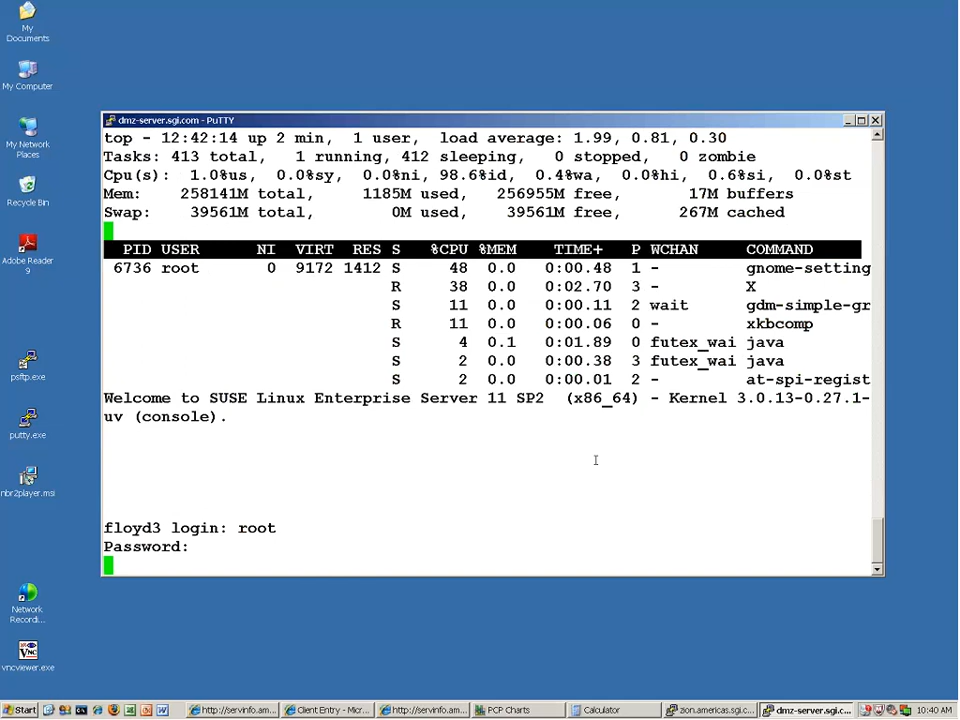 My
Documents
My Computer
My Network
Places
Recycle Bin
Adobe Reader
9
psftp.exe
putty.exe
nbr2player.msi
Network
Recordi...
VNC
vncviewer.exe
dmz-server.sgi.com - PuTTY
top - 12:42:14 up 2 min,  1 user,  load average: 1.99, 0.81, 0.30
Tasks: 413 total,   1 running, 412 sleeping,   0 stopped,   0 zombie
Cpu(s):  1.0%us,  0.0%sy,  0.0%ni, 98.6%id,  0.4%wa,  0.0%hi,  0.6%si,  0.0%st
Mem:    258141M total,     1185M used,   256955M free,       17M buffers
Swap:    39561M total,        0M used,    39561M free,      267M cached
PID USER      NI  VIRT  RES S   %CPU %MEM    TIME+   P WCHAN     COMMAND
6736 root       0  9172 1412 S     48  0.0   0:00.48  1 -         gnome-setting
R     38  0.0   0:02.70  3 -         X
S     11  0.0   0:00.11  2 wait      gdm-simple-gr
R     11  0.0   0:00.06  0 -         xkbcomp
S      4  0.1   0:01.89  0 futex_wai java
S      2  0.0   0:00.38  3 futex_wai java
S      2  0.0   0:00.01  2 -         at-spi-regist
Welcome to SUSE Linux Enterprise Server 11 SP2  (x86_64) - Kernel 3.0.13-0.27.1-
uv (console).
floyd3 login: root
Password:
Start
http://servinfo.am...
Client Entry - Micr...
http://servinfo.am...
PCP Charts
Calculator
zon.americas.sgi.c...
dmz-server.sgi.com...
10:40 AM